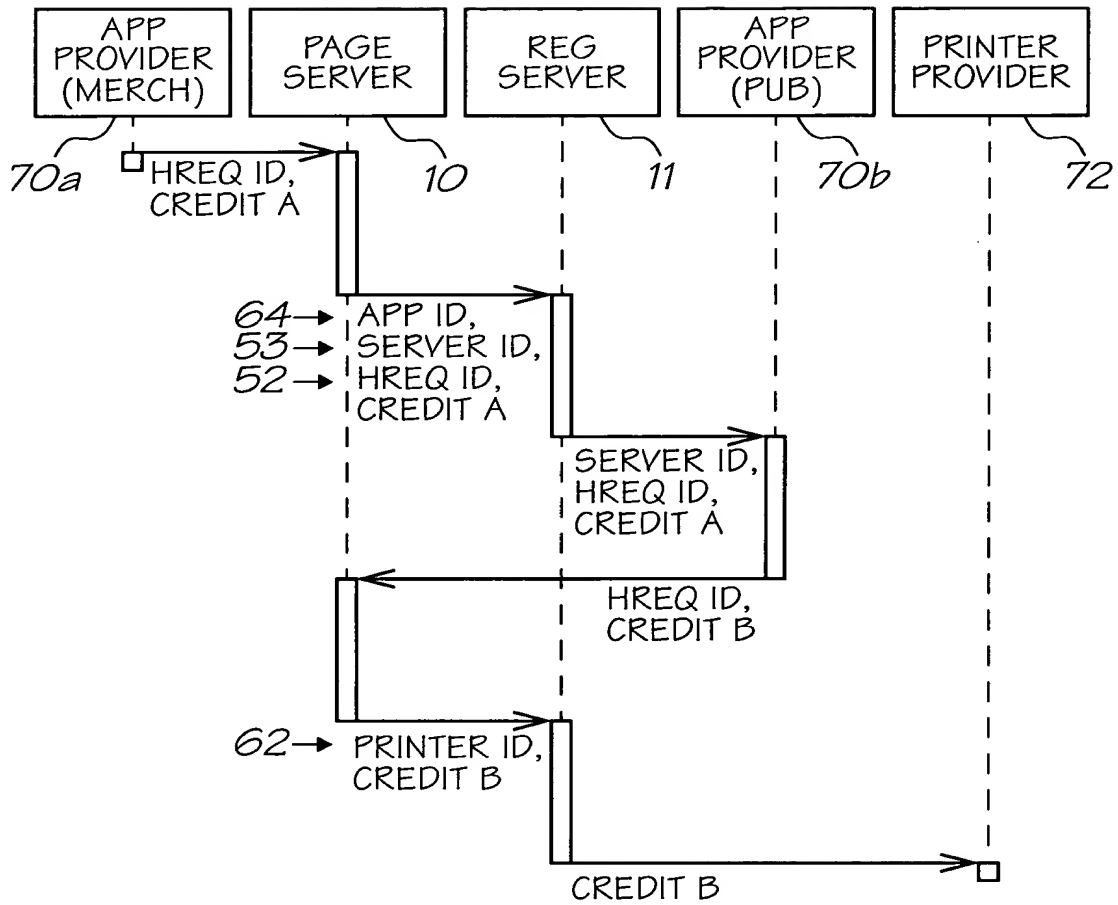 APP
PROVIDER
(MERCH)
PAGE
SERVER
REG
SERVER
APP
PROVIDER
(PUB)
PRINTER
PROVIDER
70a
10
11
70b
72
HREQ ID,
CREDIT A
64
APP ID,
53
SERVER ID,
52
HREQ ID,
CREDIT A
SERVER ID,
HREQ ID,
CREDIT A
HREQ ID,
CREDIT B
62
PRINTER ID,
CREDIT B
CREDIT B